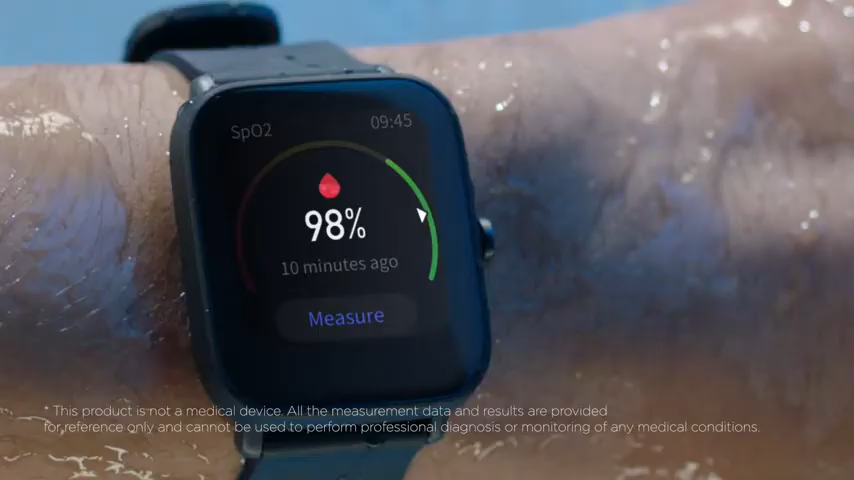 SpO2 09:45
98%
10 minutes ago
Measure
* This product is not a medical device. All the measurement data and results are provided
for reference only and cannot be used to perform professional diagnosis or monitoring of any medical conditions.